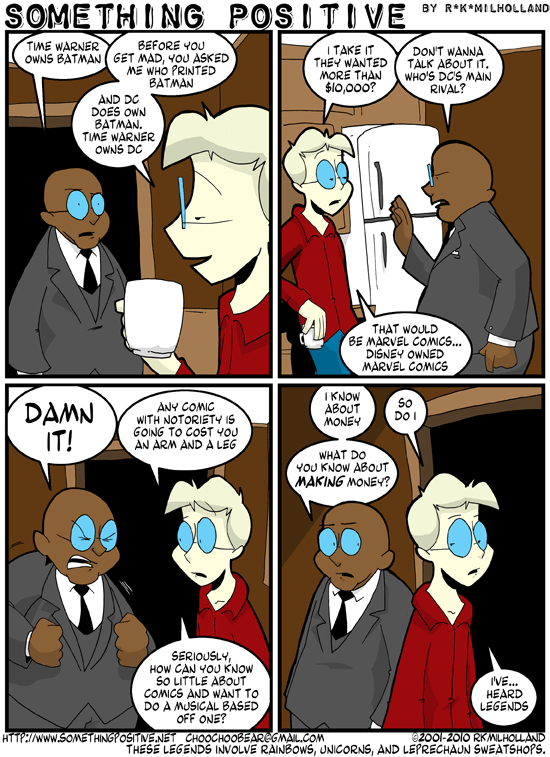 SOMETHING POSITIVE
BY R*K*MILHOLLAND
TIME WARNER
OWNS BATMAN
BEFORE YOU
GET MAD, YOU ASKED
ME WHO PRINTED
BATMAN
AND DC
DOES OWN
BATMAN.
TIME WARNER
OWNS DC
I TAKE IT
THEY WANTED
MORE THAN
$10,000?
DON'T WANNA
TALK ABOUT IT.
WHO'S DC'S MAIN
RIVAL?
THAT WOULD
BE MARVEL COMICS...
DISNEY OWNED
MARVEL COMICS
DAMN
IT!
ANY COMIC
WITH NOTORIETY IS
GOING TO COST YOU
AN ARM AND A LEG
SERIOUSLY,
HOW CAN YOU KNOW
SO LITTLE ABOUT
COMICS AND WANT TO
DO A MUSICAL BASED
OFF ONE?
I KNOW
ABOUT
MONEY
SO
DO I
WHAT DO
YOU KNOW ABOUT
MAKING MONEY?
I'VE...
HEARD
LEGENDS
HTTP://WWW.SOMETHINGPOSITIVE.NET CHOOCHOOBEAR@GMAIL.COM ©2001-2010 RKMILHOLLAND
THESE LEGENDS INVOLVE RAINBOWS, UNICORNS, AND LEPRECHAUN SWEATSHOPS.